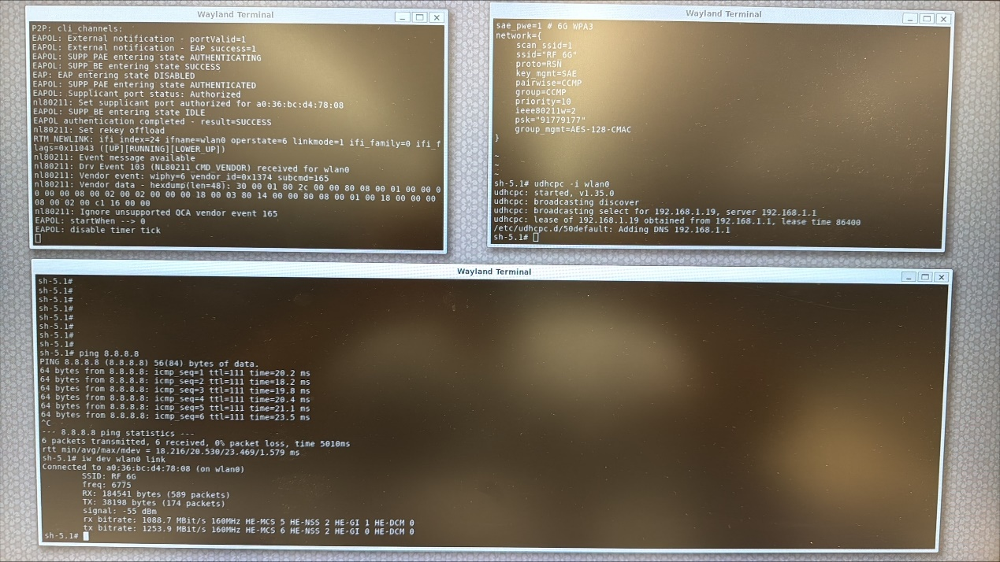 Wayland Terminal
P2P: cli_channels:
EAPOL: External notification - portValid=1
EAPOL: External notification - EAP success=1
EAPOL: SUPP_PAE entering state AUTHENTICATING
EAPOL: SUPP_BE entering state SUCCESS
EAP: EAP entering state DISABLED
EAPOL: SUPP_PAE entering state AUTHENTICATED
EAPOL: Supplicant port status: Authorized
nl80211: Set supplicant port authorized for a0:36:bc:d4:78:08
EAPOL: SUPP_BE entering state IDLE
EAPOL authentication completed - result=SUCCESS
nl80211: Set rekey offload
RTM_NEWLINK: ifi_index=24 ifname=wlan0 operstate=6 linkmode=1 ifi_family=0 ifi_f
lags=0x11043 ([UP][RUNNING][LOWER_UP])
nl80211: Event message available
nl80211: Drv Event 103 (NL80211_CMD_VENDOR) received for wlan0
nl80211: Vendor event: wiphy=6 vendor_id=0x1374 subcmd=165
nl80211: Vendor data - hexdump(len=48): 30 00 01 80 2c 00 00 80 08 00 01 00 00 0
0 00 00 08 00 02 00 02 00 00 00 18 00 03 80 14 00 00 80 08 00 01 00 18 00 00 00
08 00 02 00 c1 16 00 00
nl80211: Ignore unsupported QCA vendor event 165
EAPOL: startWhen --> 0
EAPOL: disable timer tick
Wayland Terminal
sae_pwe=1 # 6G WPA3
network={
    scan_ssid=1
    ssid="RF_6G"
    proto=RSN
    key_mgmt=SAE
    pairwise=CCMP
    group=CCMP
    priority=10
    ieee80211w=2
    psk="91779177"
    group_mgmt=AES-128-CMAC
}
~
~
~
sh-5.1# udhcpc -i wlan0
udhcpc: started, v1.35.0
udhcpc: broadcasting discover
udhcpc: broadcasting select for 192.168.1.19, server 192.168.1.1
udhcpc: lease of 192.168.1.19 obtained from 192.168.1.1, lease time 86400
/etc/udhcpc.d/50default: Adding DNS 192.168.1.1
sh-5.1#
Wayland Terminal
sh-5.1#
sh-5.1#
sh-5.1#
sh-5.1#
sh-5.1#
sh-5.1#
sh-5.1#
sh-5.1#
sh-5.1# ping 8.8.8.8
PING 8.8.8.8 (8.8.8.8) 56(84) bytes of data.
64 bytes from 8.8.8.8: icmp_seq=1 ttl=111 time=20.2 ms
64 bytes from 8.8.8.8: icmp_seq=2 ttl=111 time=18.2 ms
64 bytes from 8.8.8.8: icmp_seq=3 ttl=111 time=19.8 ms
64 bytes from 8.8.8.8: icmp_seq=4 ttl=111 time=20.4 ms
64 bytes from 8.8.8.8: icmp_seq=5 ttl=111 time=21.1 ms
64 bytes from 8.8.8.8: icmp_seq=6 ttl=111 time=23.5 ms
^C
--- 8.8.8.8 ping statistics ---
6 packets transmitted, 6 received, 0% packet loss, time 5010ms
rtt min/avg/max/mdev = 18.216/20.530/23.469/1.579 ms
sh-5.1# iw dev wlan0 link
Connected to a0:36:bc:d4:78:08 (on wlan0)
        SSID: RF_6G
        freq: 6775
        RX: 184541 bytes (589 packets)
        TX: 38198 bytes (174 packets)
        signal: -55 dBm
        rx bitrate: 1088.7 MBit/s 160MHz HE-MCS 5 HE-NSS 2 HE-GI 1 HE-DCM 0
        tx bitrate: 1253.9 MBit/s 160MHz HE-MCS 6 HE-NSS 2 HE-GI 0 HE-DCM 0
sh-5.1#